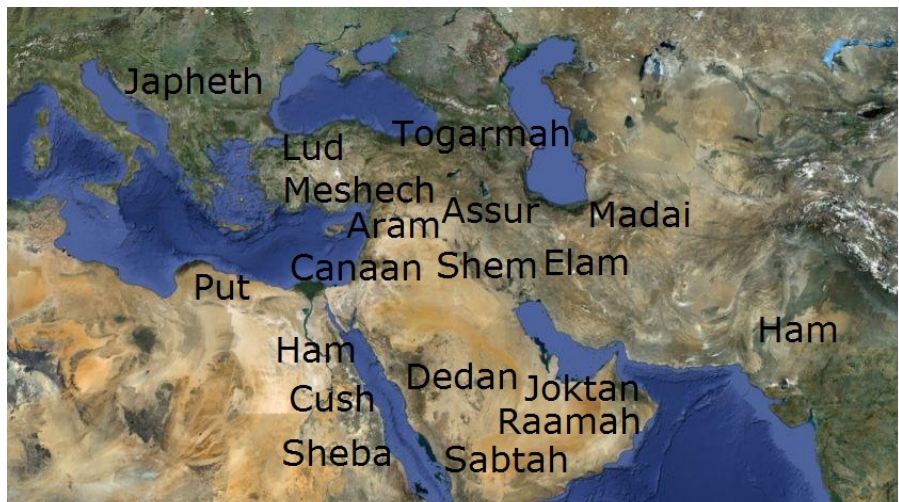 Japheth
Togarmah
Lud
Meshech
Assur
Aram
Madai
Canaan
Shem
Elam
Put
Ham
Ham
Dedan
Joktan
Cush
Raamah
Sheba
Sabtah